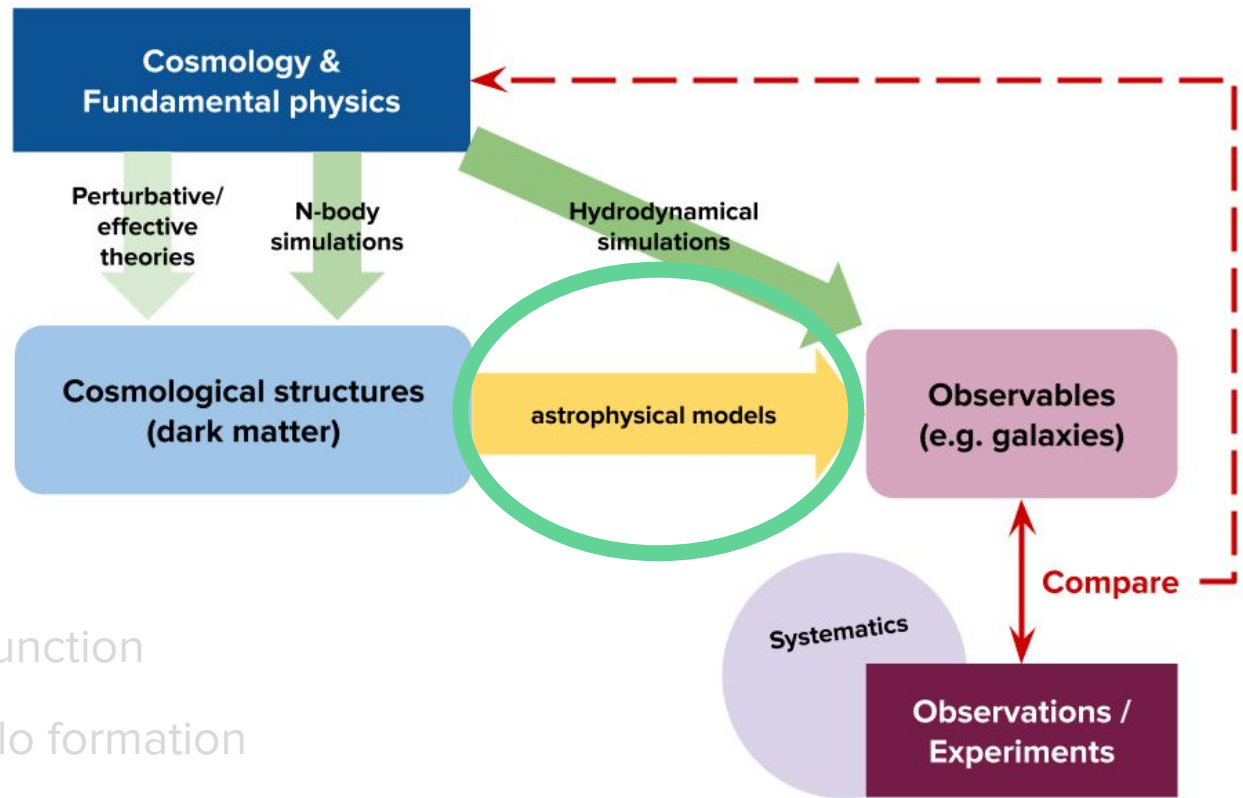 Cosmology &
Fundamental physics
Perturbative/
effective
theories
N-body
simulations
Hydrodynamical
simulations
Cosmological structures
(dark matter)
astrophysical models
Observables
(e.g. galaxies)
Compare
Systematics
unction
Observations /
Experiments
lo formation